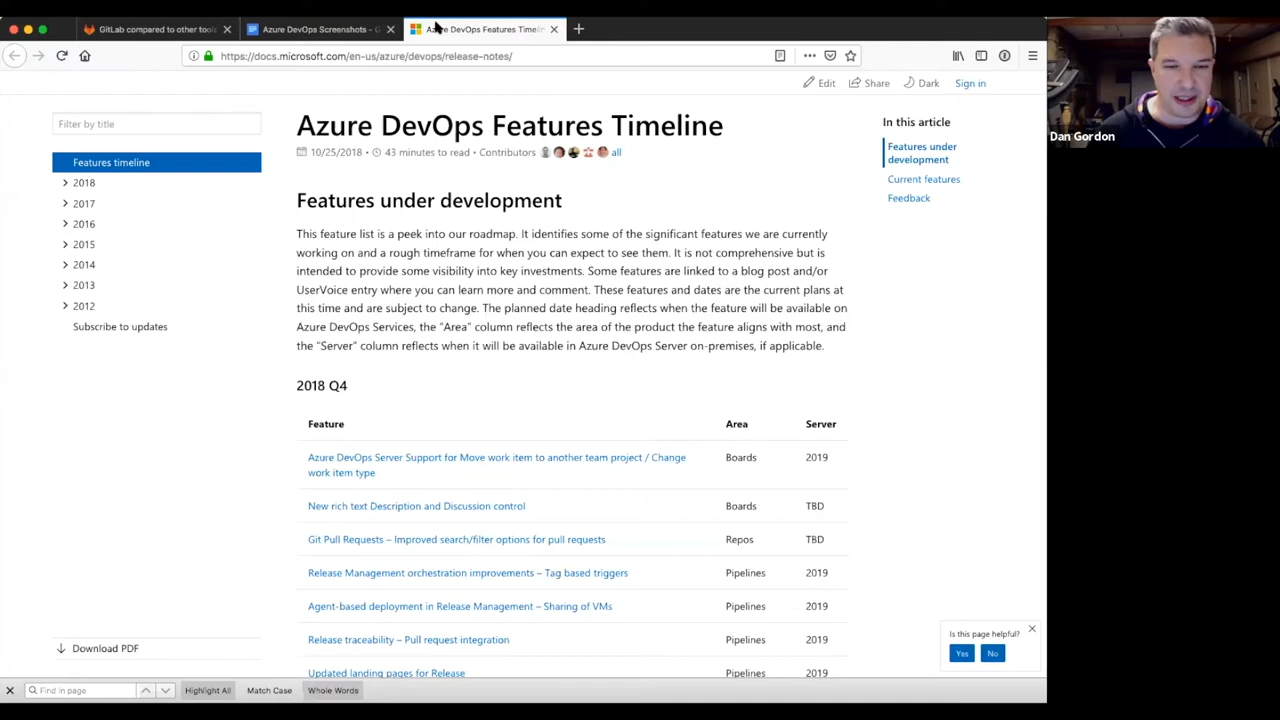 GitLab compared to other tools
Azure DevOps Screenshots - G
Azure DevOps Features Timelin
https://docs.microsoft.com/en-us/azure/devops/release-notes/
Edit
Share
Dark
Sign in
Filter by title
Features timeline
2018
2017
2016
2015
2014
2013
2012
Subscribe to updates
Download PDF
Azure DevOps Features Timeline
10/25/2018 • 43 minutes to read • Contributors all
Features under development
This feature list is a peek into our roadmap. It identifies some of the significant features we are currently
working on and a rough timeframe for when you can expect to see them. It is not comprehensive but is
intended to provide some visibility into key investments. Some features are linked to a blog post and/or
UserVoice entry where you can learn more and comment. These features and dates are the current plans at
this time and are subject to change. The planned date heading reflects when the feature will be available on
Azure DevOps Services, the "Area" column reflects the area of the product the feature aligns with most, and
the "Server" column reflects when it will be available in Azure DevOps Server on-premises, if applicable.
2018 Q4
Feature Area Server
Azure DevOps Server Support for Move work item to another team project / Change Boards 2019
work item type
New rich text Description and Discussion control Boards TBD
Git Pull Requests – Improved search/filter options for pull requests Repos TBD
Release Management orchestration improvements – Tag based triggers Pipelines 2019
Agent-based deployment in Release Management – Sharing of VMs Pipelines 2019
Release traceability – Pull request integration Pipelines 2019
Updated landing pages for Release Pipelines 2019
In this article
Features under
development
Current features
Feedback
Is this page helpful?
Yes No
Find in page
Highlight All
Match Case
Whole Words
Dan Gordon